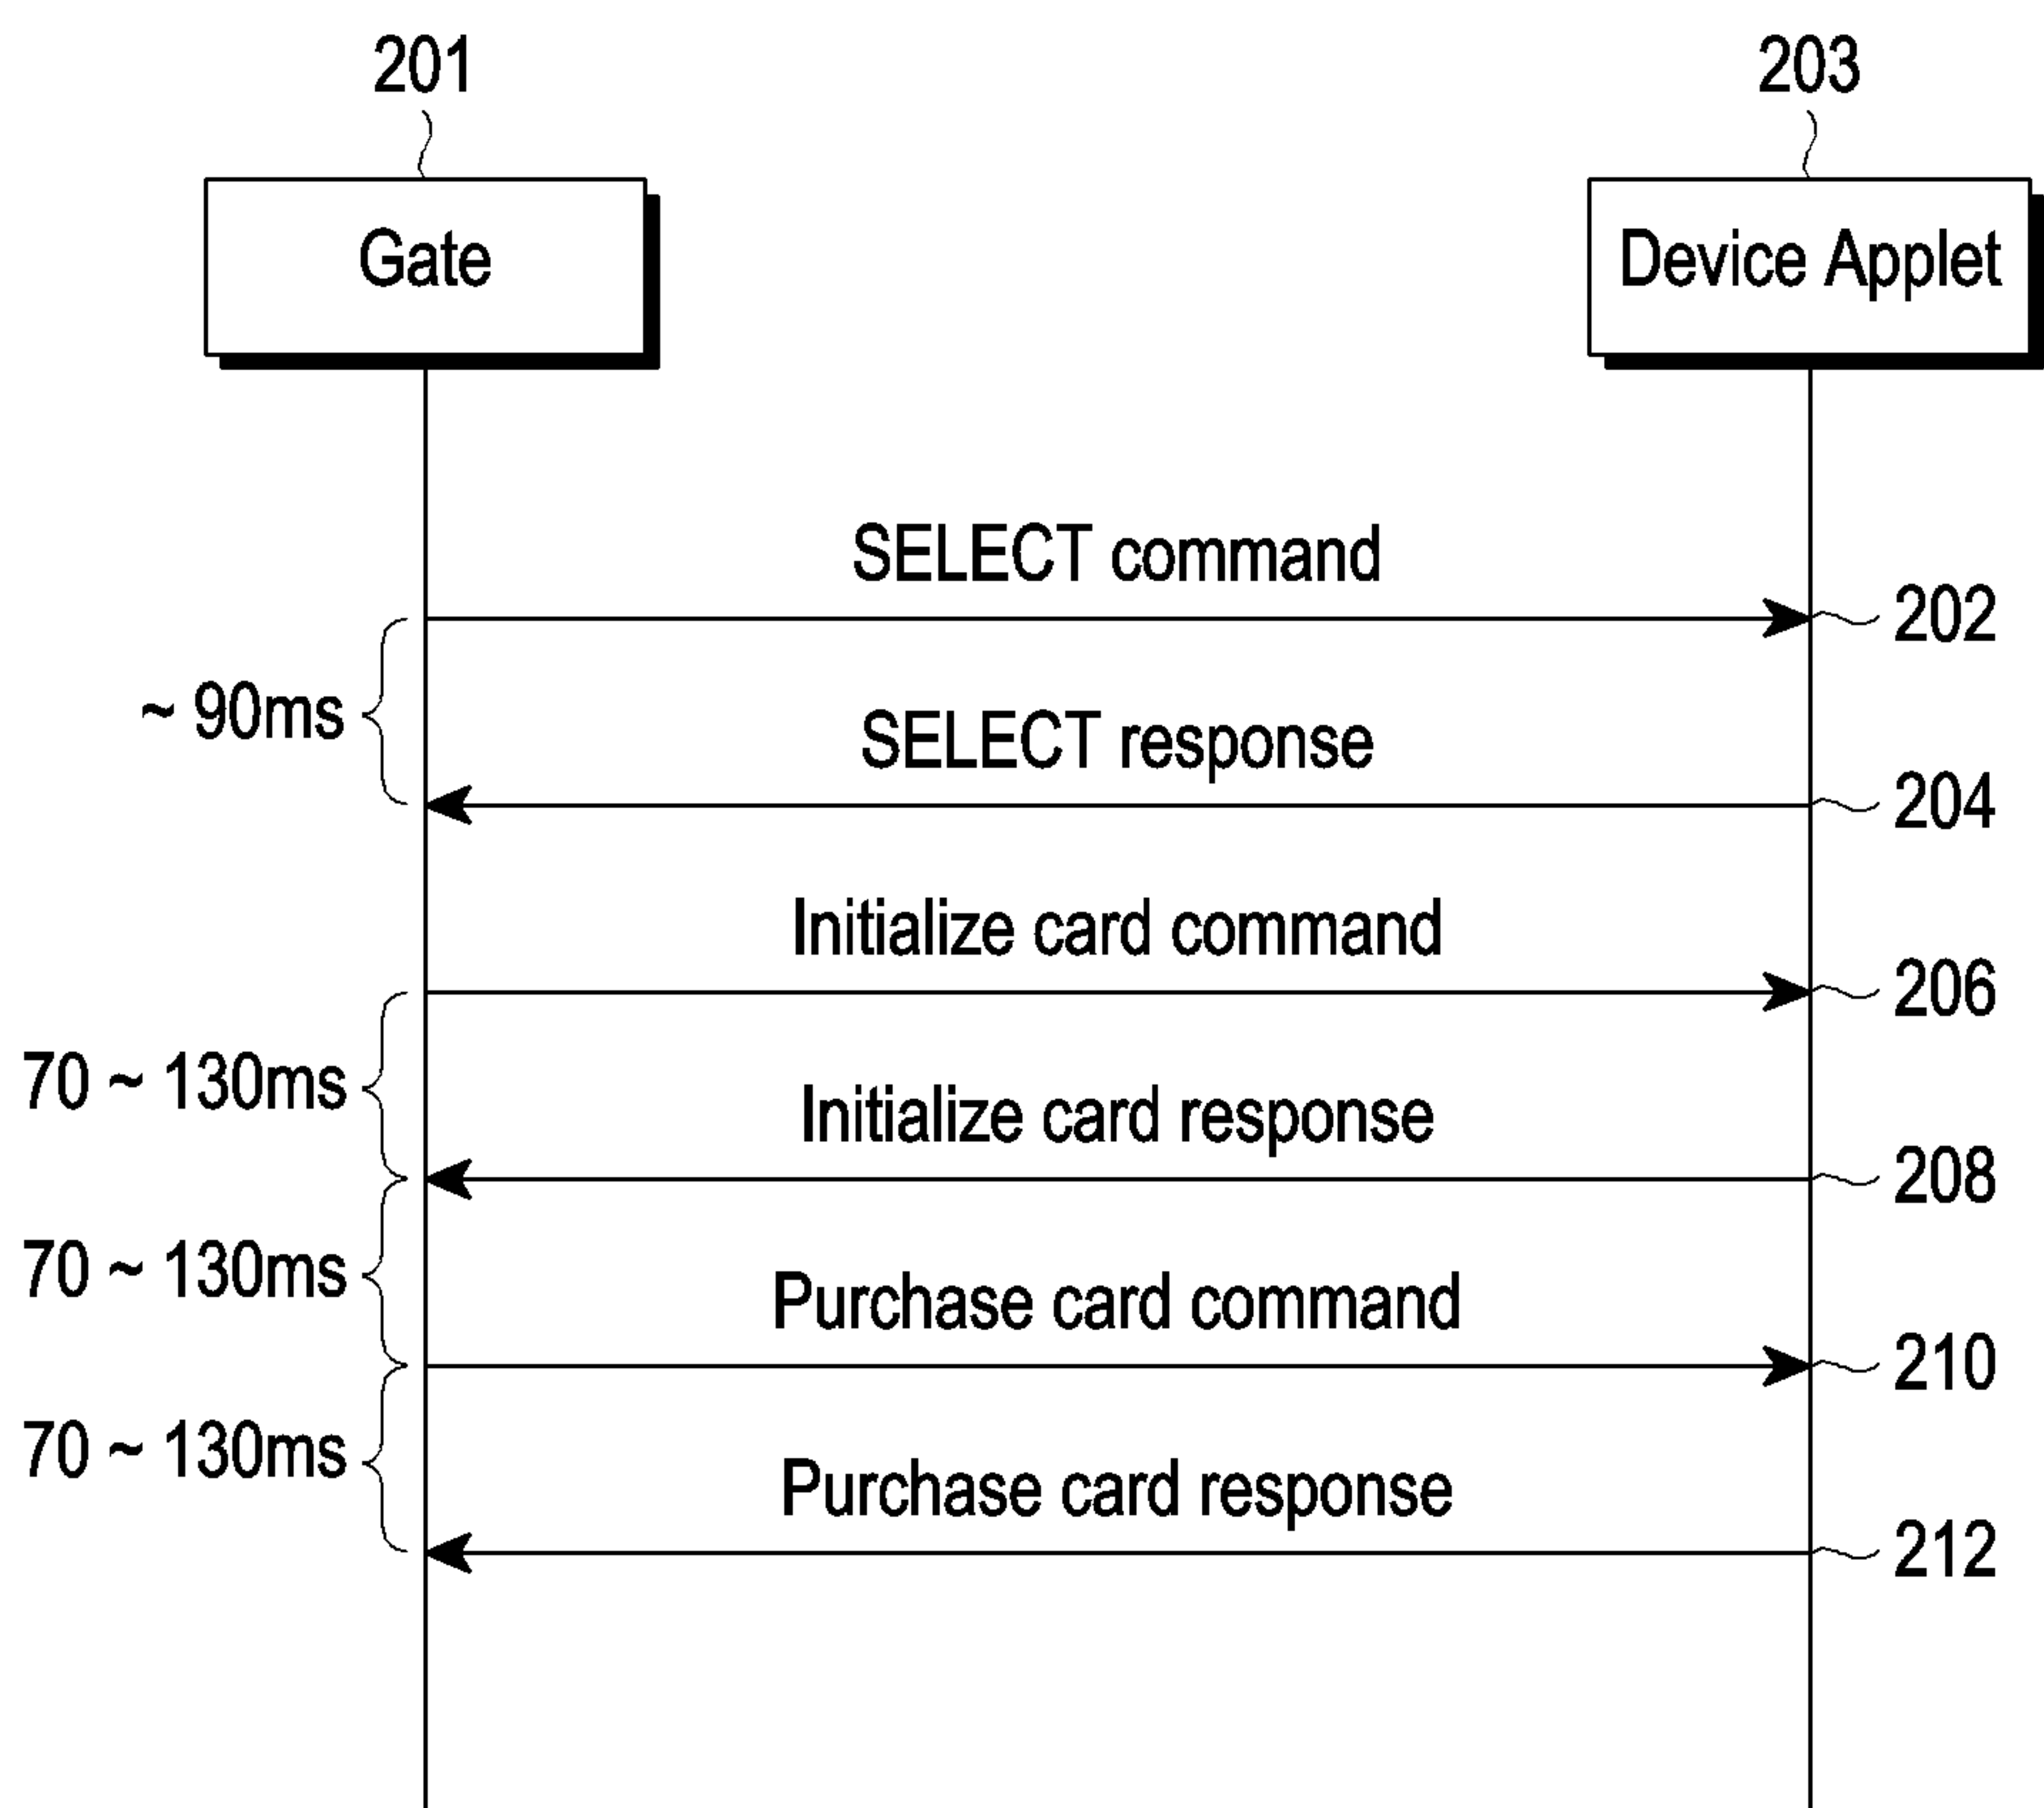 201
203
Gate
Device Applet
SELECT command
202
~ 90ms
SELECT response
204
Initialize card command
206
70 ~ 130ms
Initialize card response
208
70 ~ 130ms
Purchase card command
210
70 ~ 130ms
Purchase card response
212